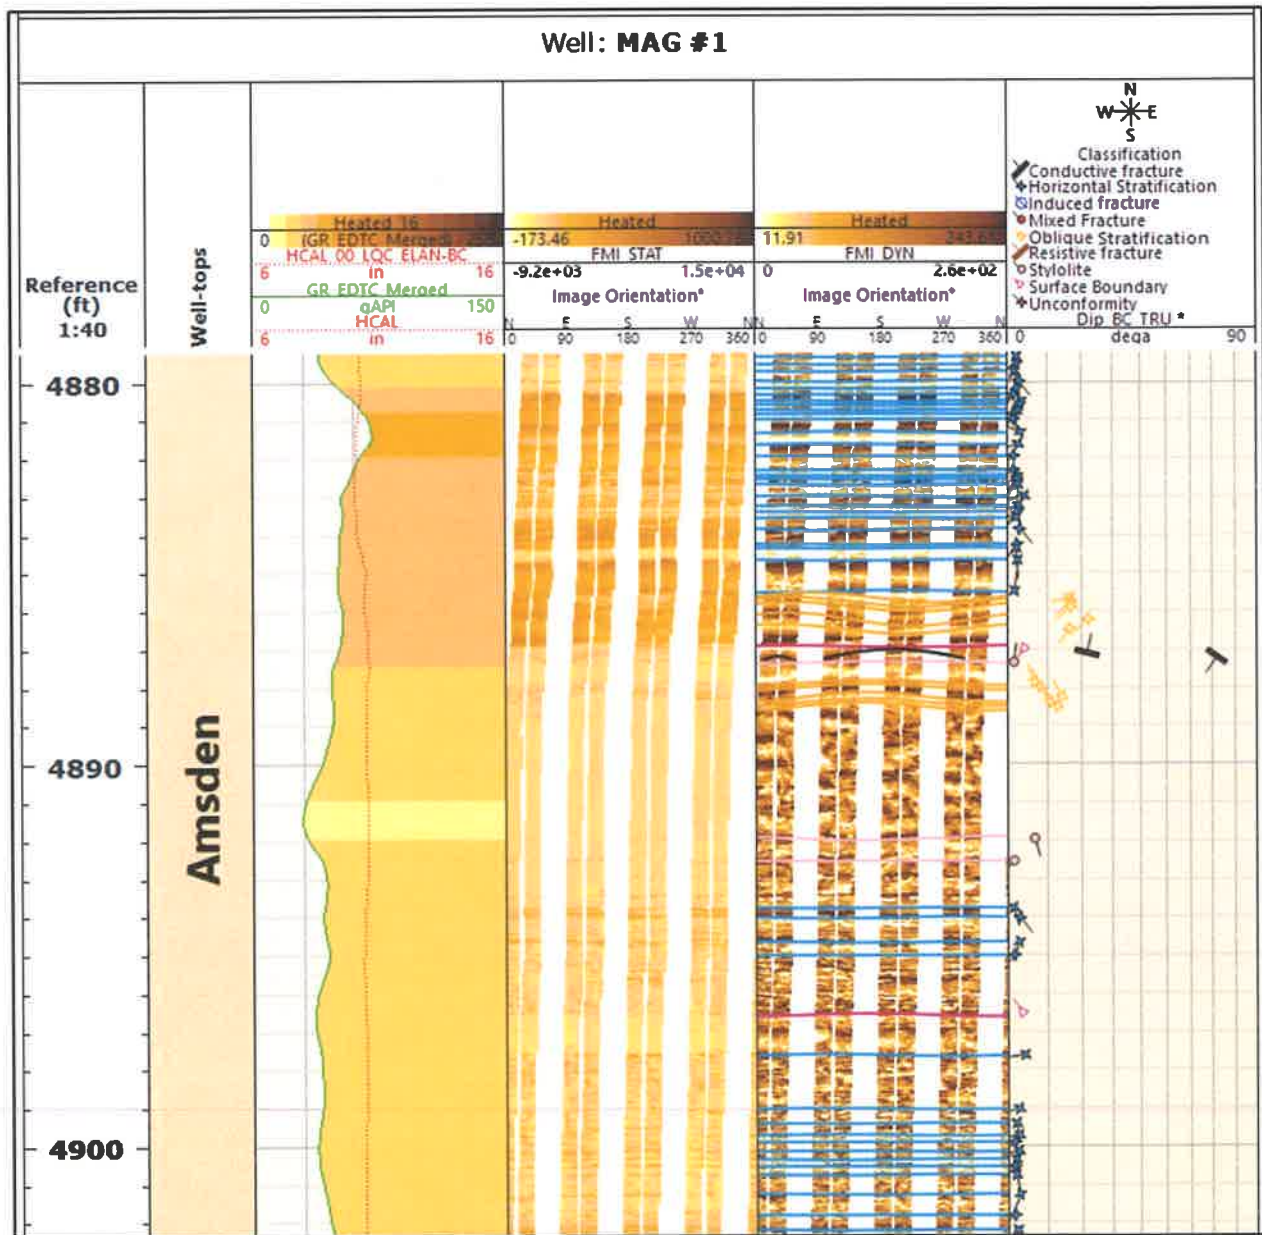 Well: MAG #1
Reference
(ft)
1:40
Well-tops
Heated 16
0 (GR EDTC Merged)
HCAL 00 LQC ELAN-BC
6 in 16
GR EDTC Merged
0 gAPI 150
HCAL
6 in 16
Heated
-173.46
FMI STAT
-9.2e+03 1.5e+04
Image Orientation*
N E S W N
0 90 180 270 360
Heated
11.91
FMI DYN
0 2.6e+02
Image Orientation*
N E S W N
0 90 180 270 360
N
W E
S
Classification
Conductive fracture
Horizontal Stratification
Induced fracture
Mixed Fracture
Oblique Stratification
Resistive fracture
Stylolite
Surface Boundary
Unconformity
Dip BC TRU *
0 dega 90
4880
4890
4900
Amsden